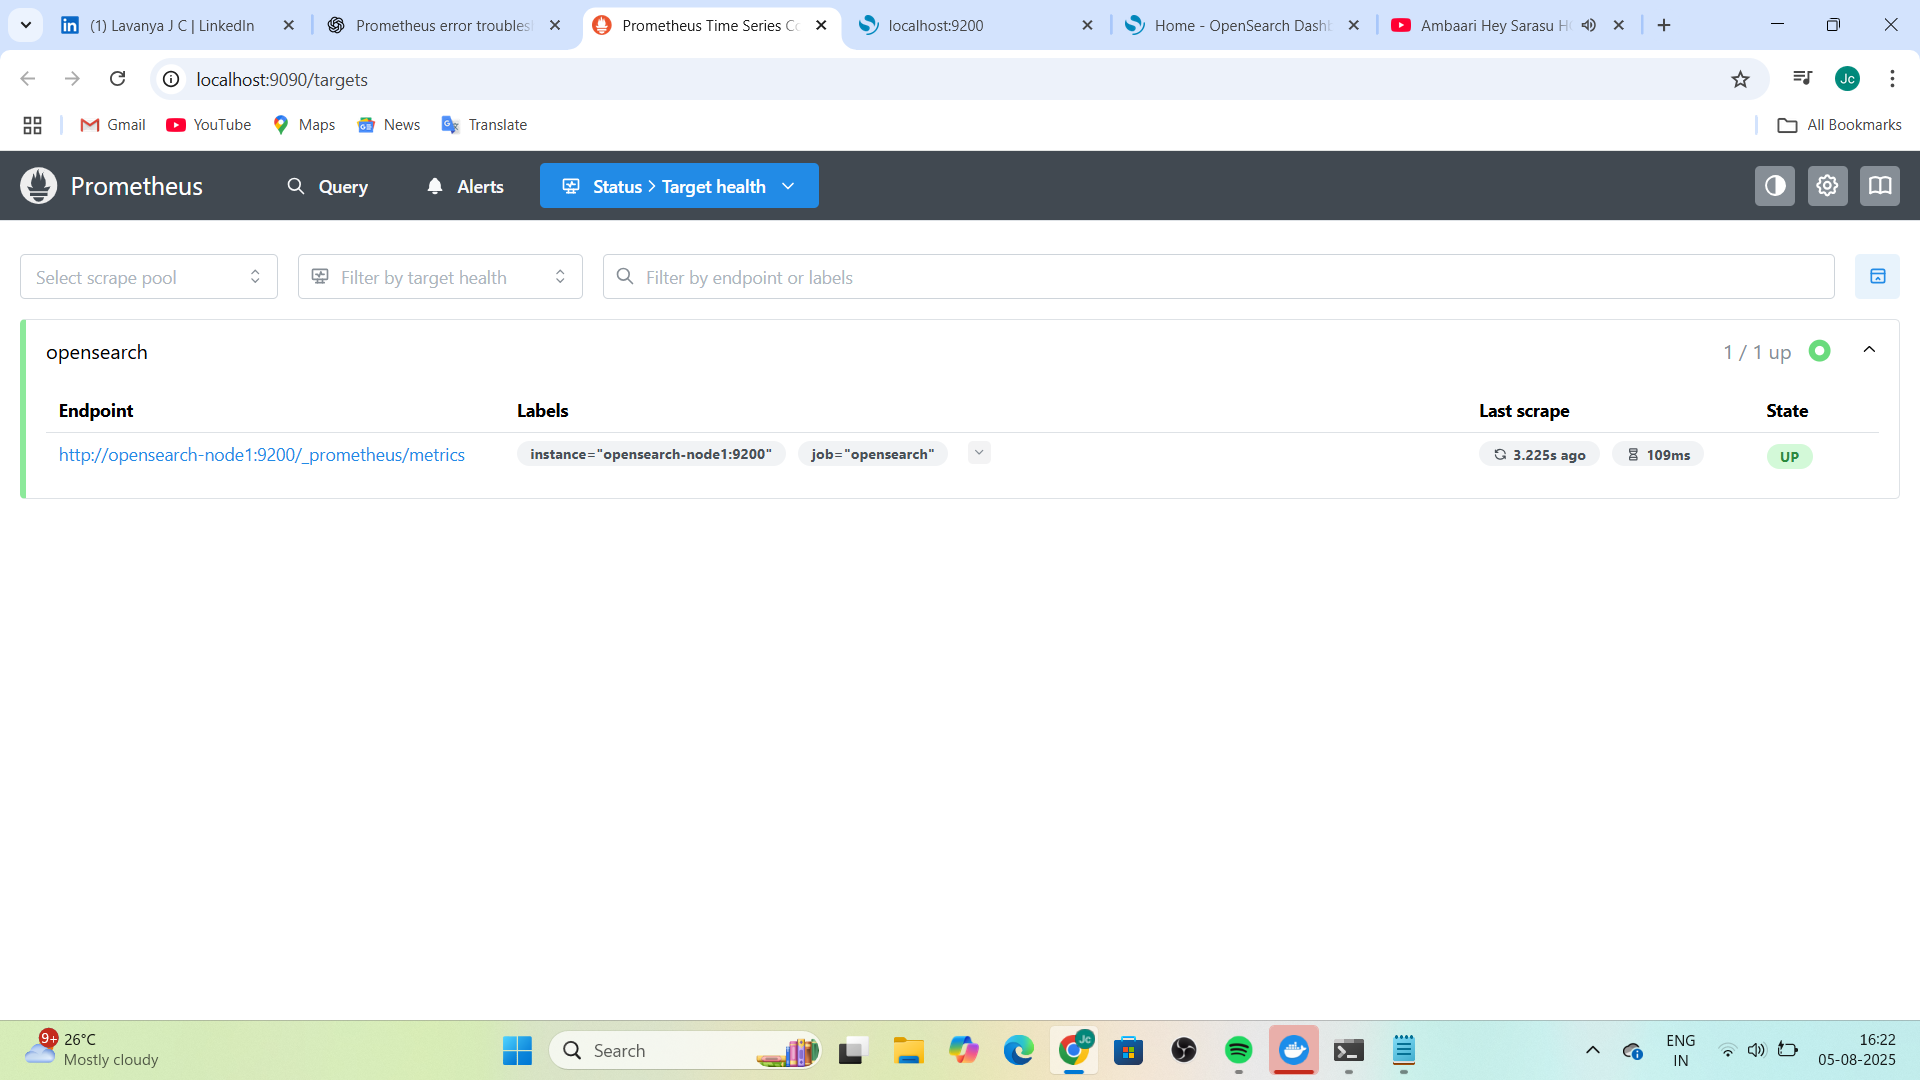 (1) Lavanya J C | LinkedIn
Prometheus error troubles
Prometheus Time Series Co
localhost:9200
Home - OpenSearch Dashb
Ambaari Hey Sarasu H
localhost:9090/targets
Jc
Gmail
YouTube
Maps
News
Translate
All Bookmarks
Prometheus
Query
Alerts
Status > Target health
Select scrape pool
Filter by target health
Filter by endpoint or labels
opensearch
1 / 1 up
Endpoint Labels Last scrape State
http://opensearch-node1:9200/_prometheus/metrics instance="opensearch-node1:9200" job="opensearch" 3.225s ago 109ms UP
9+
26°C
Mostly cloudy
Search
Jc
ENG
IN
16:22
05-08-2025